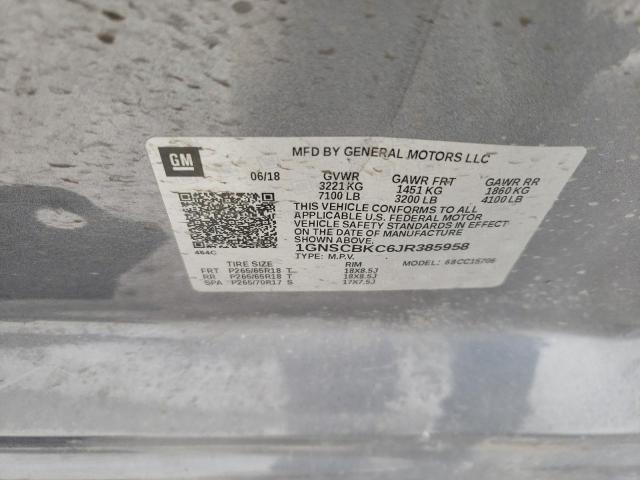 GM
MFD BY GENERAL MOTORS LLC
06/18 GVWR GAWR FRT GAWR RR
3221 KG 1451 KG 1860 KG
7100 LB 3200 LB 4100 LB
THIS VEHICLE CONFORMS TO ALL
APPLICABLE U.S. FEDERAL MOTOR
VEHICLE SAFETY STANDARDS IN
EFFECT ON THE DATE OF
MANUFACTURE SHOWN ABOVE.
1GNSCBKC6JR385958
464C TYPE: M.P.V. MODEL: 68CC15706
TIRE SIZE RIM
FRT P265/65R18 T 18X8.5J
RR P265/65R18 T 18X8.5J
SPA P265/70R17 S 17X7.5J